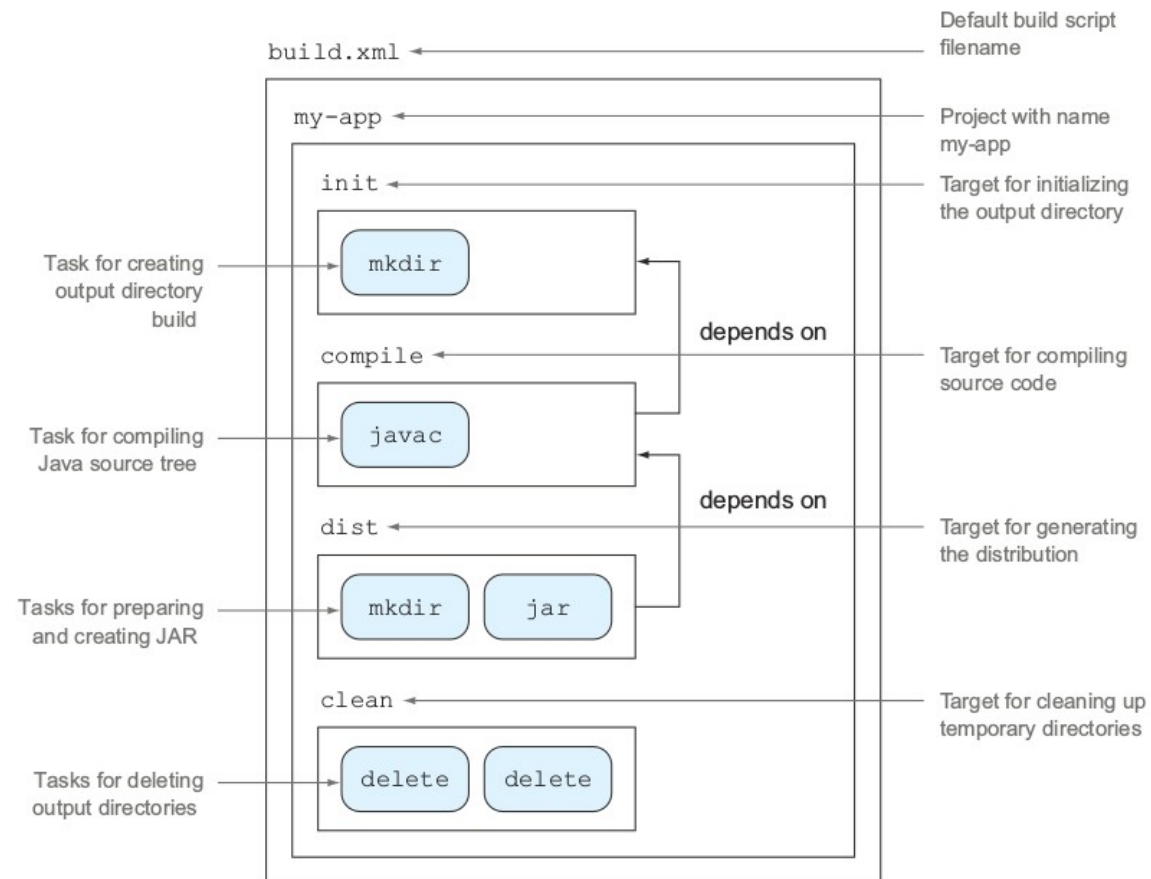 Default build script
filename
build.xml
my-app
Project with name
my-app
init
Target for initializing
the output directory
Task for creating
output directory
build
mkdir
depends on
compile
Target for compiling
source code
Task for compiling
Java source tree
javac
depends on
dist
Target for generating
the distribution
Tasks for preparing
and creating JAR
mkdir
jar
clean
Target for cleaning up
temporary directories
Tasks for deleting
output directories
delete
delete